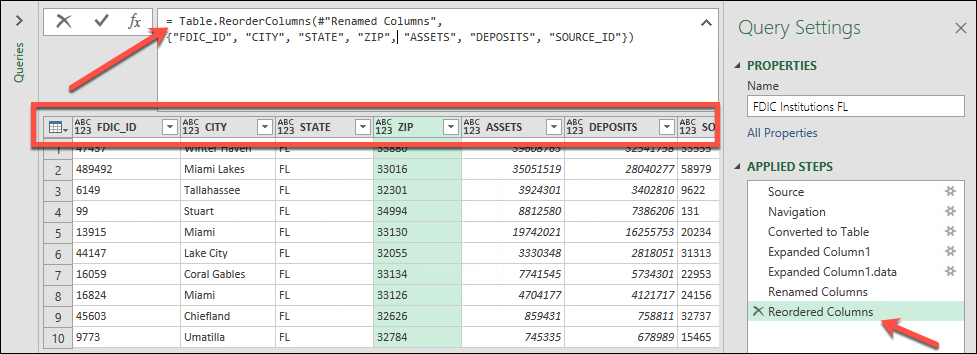 = Table.ReorderColumns(#"Renamed Columns",
{"FDIC_ID", "CITY", "STATE", "ZIP", "ASSETS", "DEPOSITS", "SOURCE_ID"})
Queries
ABC 123 FDIC_ID ABC 123 CITY ABC 123 STATE ABC 123 ZIP ABC 123 ASSETS ABC 123 DEPOSITS ABC 123 SO
1 47437 Winter Haven FL 33880 39608763 32541758 33555
2 489492 Miami Lakes FL 33016 35051519 28040277 58979
3 6149 Tallahassee FL 32301 3924301 3402810 9622
4 99 Stuart FL 34994 8812580 7386206 131
5 13915 Miami FL 33130 19742021 16255753 20234
6 44147 Lake City FL 32055 3330348 2818051 31313
7 16059 Coral Gables FL 33134 7741545 5734301 22953
8 16824 Miami FL 33126 4704177 4121717 24156
9 45603 Chiefland FL 32626 859431 758811 32737
10 9773 Umatilla FL 32784 745335 678989 15465
Query Settings
PROPERTIES
Name
FDIC Institutions FL
All Properties
APPLIED STEPS
Source
Navigation
Converted to Table
Expanded Column1
Expanded Column1.data
Renamed Columns
Reordered Columns